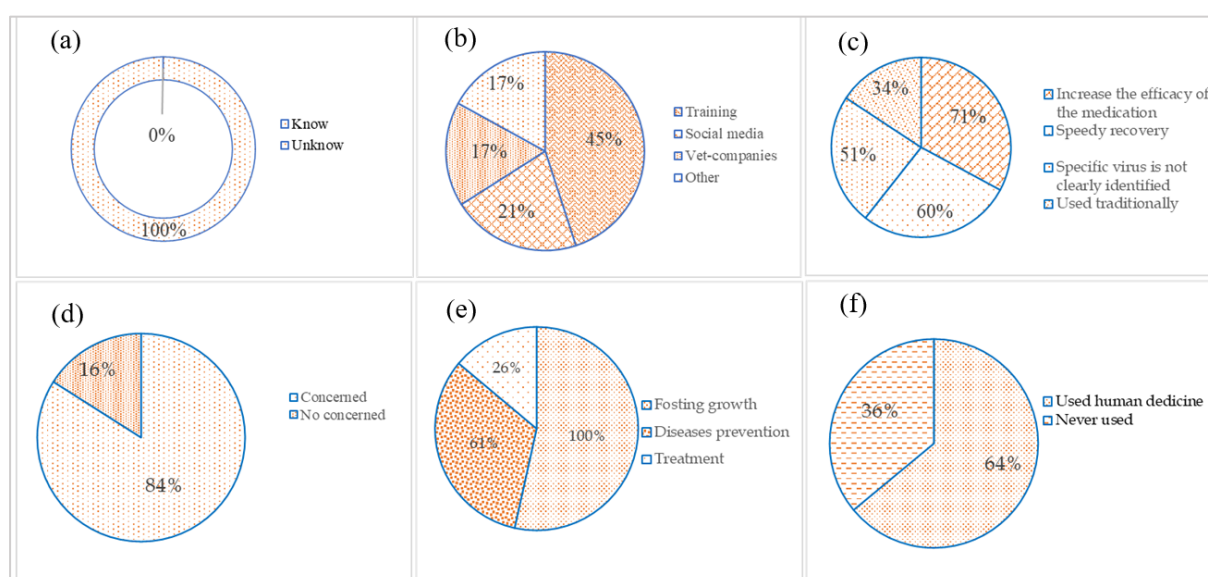 (a)
0%
100%
Know
Unknow
(b)
17%
45%
17%
21%
Training
Social media
Vet-companies
Other
(c)
34%
71%
51%
60%
Increase the efficacy of
the medication
Speedy recovery
Specific virus is not
clearly identified
Used traditionally
(d)
16%
84%
Concerned
No concerned
(e)
26%
61%
100%
Fosting growth
Diseases prevention
Treatment
(f)
36%
64%
Used human dedicine
Never used